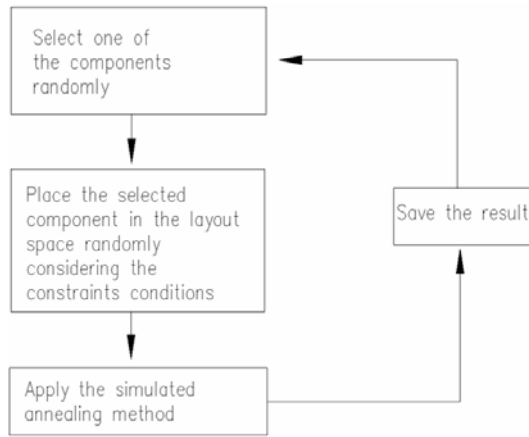 Select one of
the components
randomly
Place the selected
component in the layout
space randomly
considering the
constraints conditions
Apply the simulated
annealing method
Save the result